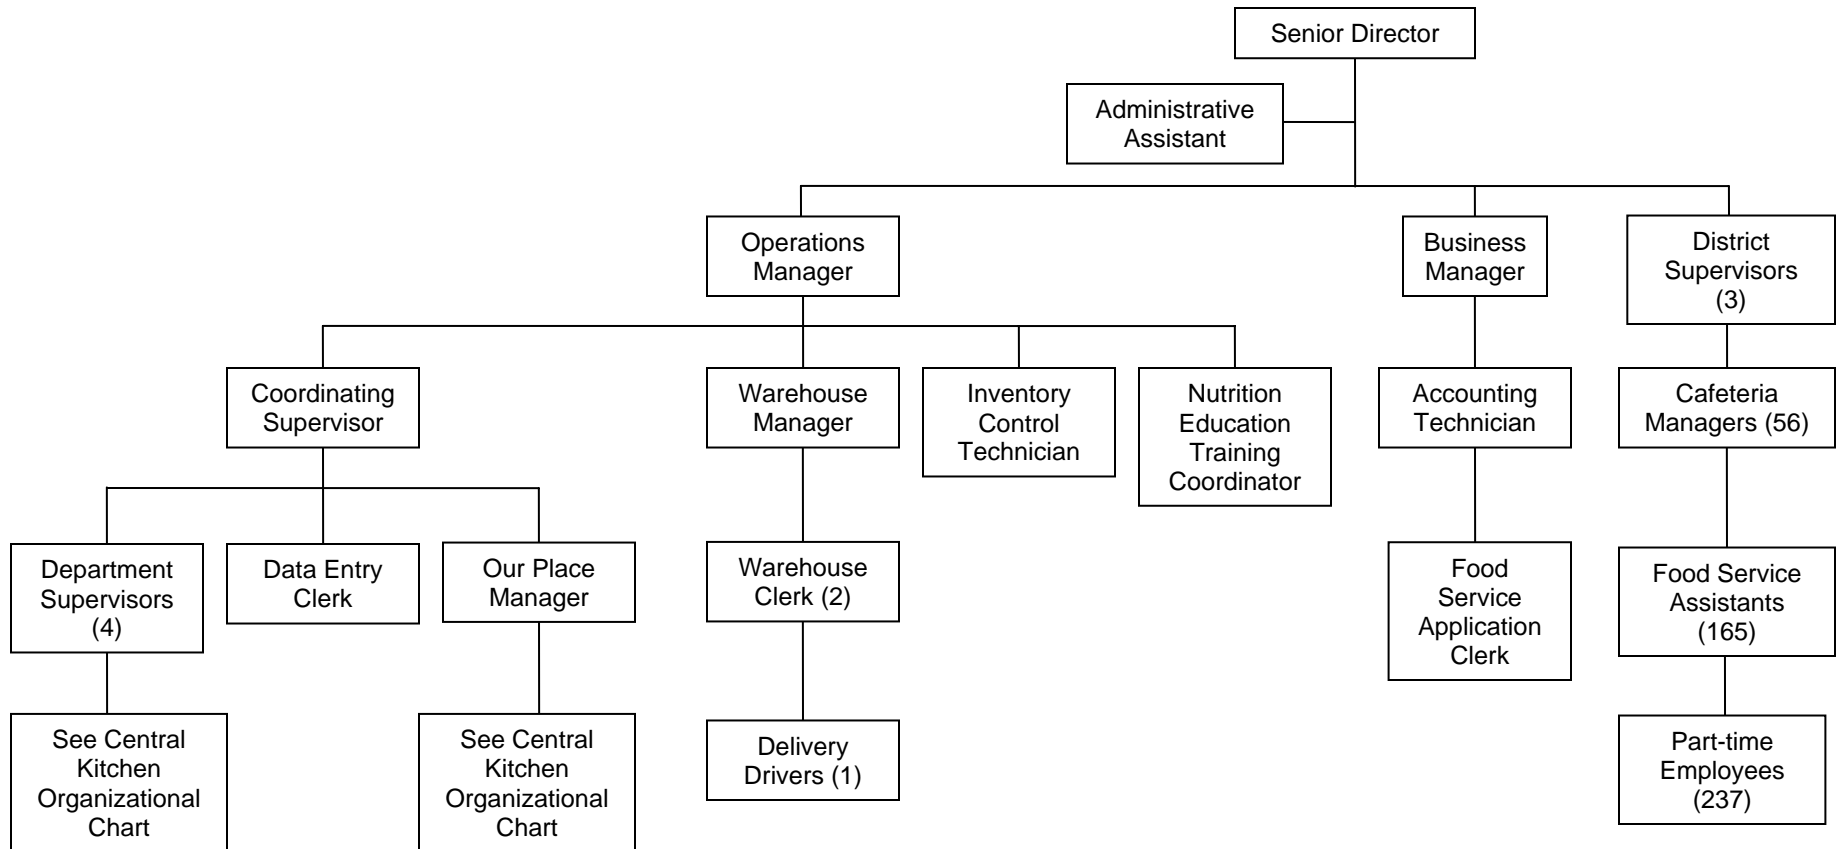 Senior Director
Administrative
Assistant
Operations
Manager
Business
Manager
District
Supervisors
(3)
Coordinating
Supervisor
Warehouse
Manager
Inventory
Control
Technician
Nutrition
Education
Training
Coordinator
Accounting
Technician
Cafeteria
Managers (56)
Department
Supervisors
(4)
Data Entry
Clerk
Our Place
Manager
Warehouse
Clerk (2)
Food
Service
Application
Clerk
Food Service
Assistants
(165)
See Central
Kitchen
Organizational
Chart
See Central
Kitchen
Organizational
Chart
Delivery
Drivers (1)
Part-time
Employees
(237)